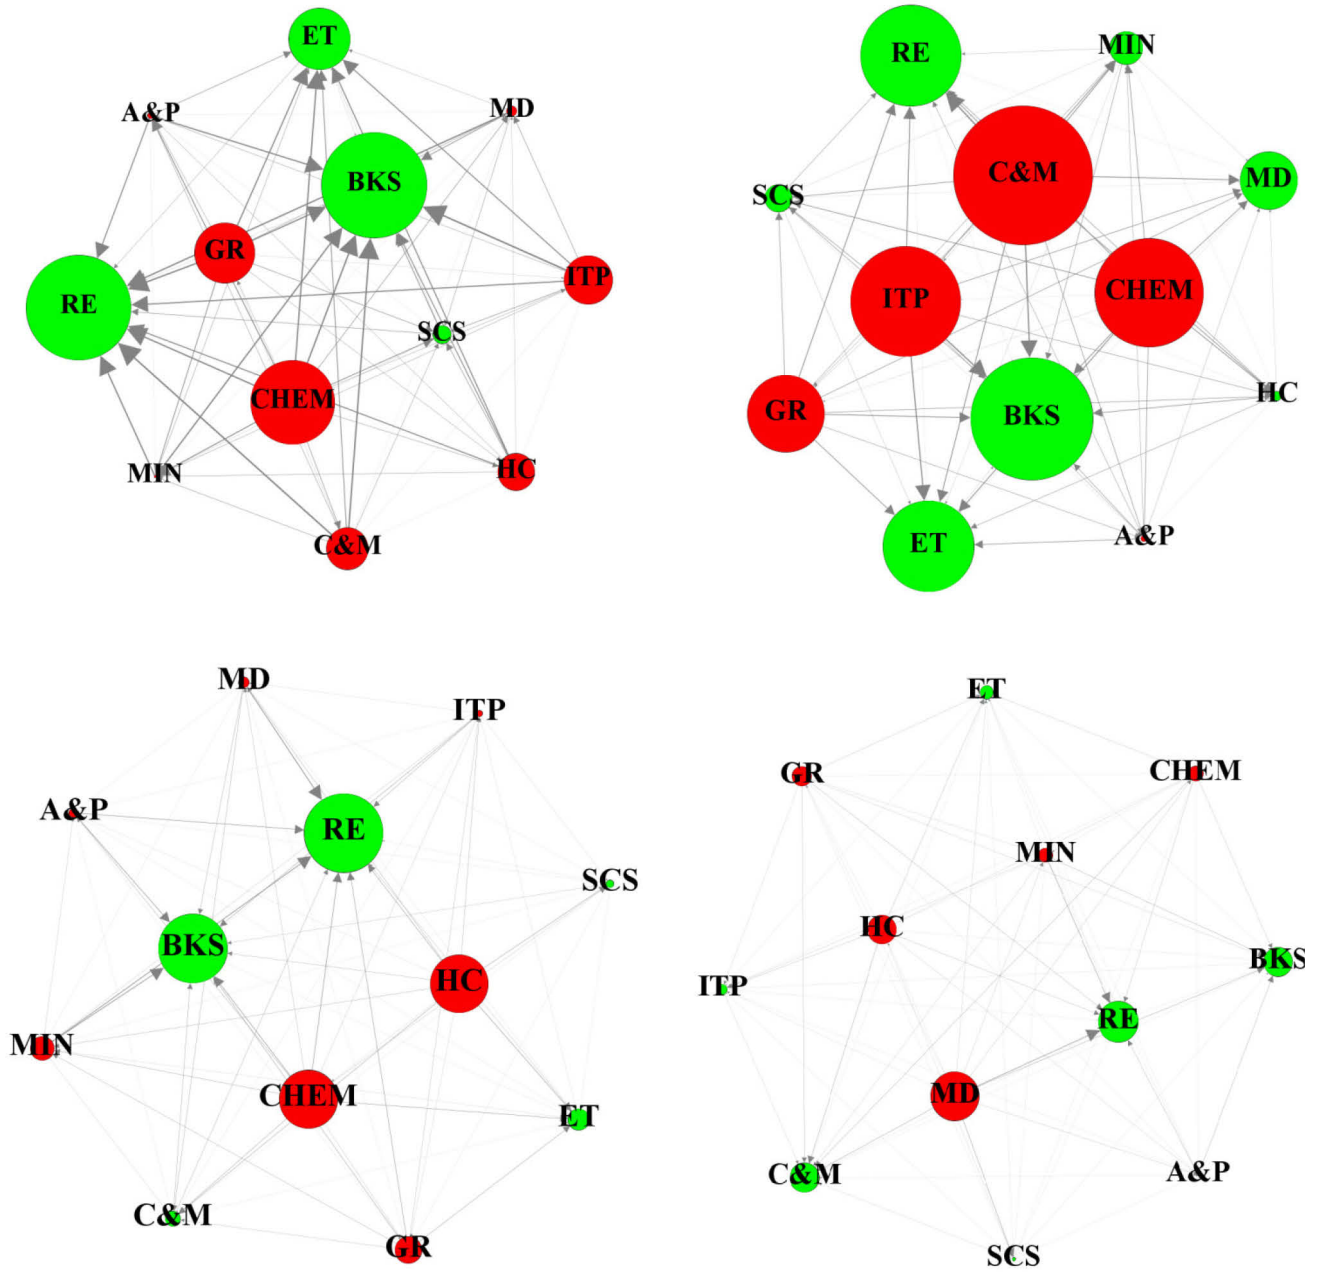 ET
A&P
MD
BKS
GR
ITP
RE
SCS
CHEM
MIN
HC
C&M
RE
MIN
C&M
MD
SCS
ITP
CHEM
GR
BKS
HC
ET
A&P
MD
ITP
A&P
RE
SCS
BKS
HC
MIN
CHEM
ET
C&M
GR
ET
GR
CHEM
MIN
HC
BKS
ITP
RE
MD
C&M
A&P
SCS